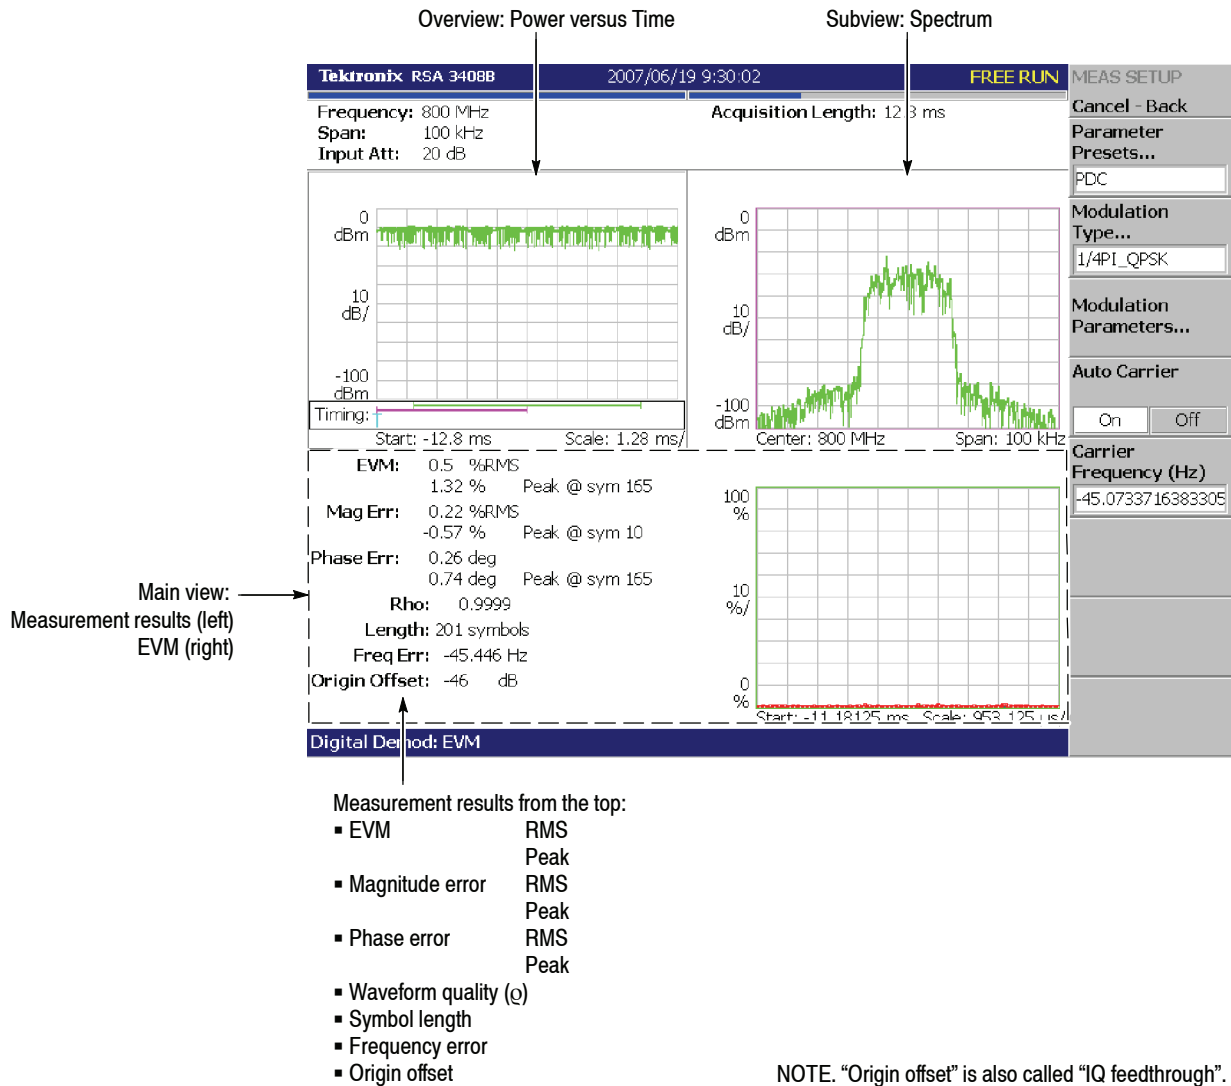 Overview: Power versus Time
Subview: Spectrum
Tektronix RSA 3408B 2007/06/19 9:30:02 FREE RUN
MEAS SETUP
Frequency: 800 MHz
Acquisition Length: 12.8 ms
Span: 100 kHz
Input Att: 20 dB
Cancel - Back
Parameter
Presets...
PDC
Modulation
Type...
1/4PI_QPSK
Modulation
Parameters...
Auto Carrier
On Off
Carrier
Frequency (Hz)
-45.0733716383305
0
dBm
10
dB/
-100
dBm
Timing:
Start: -12.8 ms Scale: 1.28 ms/
0
dBm
10
dB/
-100
dBm
Center: 800 MHz Span: 100 kHz
EVM: 0.5 %RMS
1.32 % Peak @ sym 165
Mag Err: 0.22 %RMS
-0.57 % Peak @ sym 10
Phase Err: 0.26 deg
0.74 deg Peak @ sym 165
Rho: 0.9999
Length: 201 symbols
Freq Err: -45.446 Hz
Origin Offset: -46 dB
100
%
10
%/
0
%
Start: -11.18125 ms Scale: 953.125 µs/
Digital Demod: EVM
Main view:
Measurement results (left)
EVM (right)
Measurement results from the top:
▪ EVM RMS
Peak
▪ Magnitude error RMS
Peak
▪ Phase error RMS
Peak
▪ Waveform quality (ϱ)
▪ Symbol length
▪ Frequency error
▪ Origin offset
NOTE. “Origin offset” is also called “IQ feedthrough”.